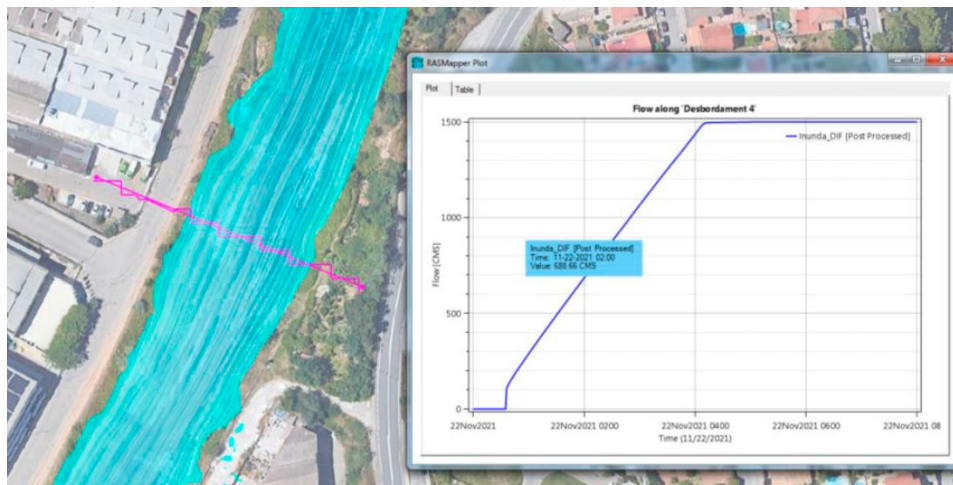 RASMapper Plot
Plot
Table
Flow along 'Desbordament 4'
1500
Inunda_DIF [Post Processed]
1000
Flow [CMS]
Inunda_DIF [Post Processed]
Time: 11-22-2021 02:00
Value: 688.66 CMS
500
0
22Nov2021
22Nov2021 0200
22Nov2021 0400
22Nov2021 0600
22Nov2021 08
Time (11/22/2021)